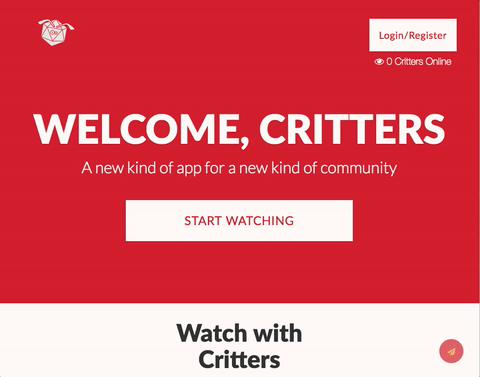 Login/Register
0 Critters Online
WELCOME, CRITTERS
A new kind of app for a new kind of community
START WATCHING
Watch with
Critters